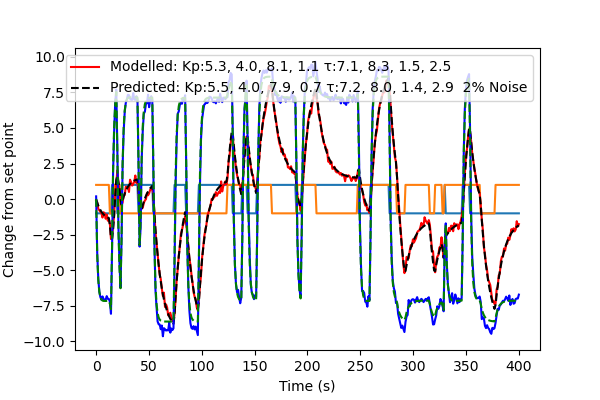 10.0
7.5
5.0
2.5
0.0
−2.5
−5.0
−7.5
−10.0
Change from set point
Modelled: Kp:5.3, 4.0, 8.1, 1.1 τ:7.1, 8.3, 1.5, 2.5
Predicted: Kp:5.5, 4.0, 7.9, 0.7 τ:7.2, 8.0, 1.4, 2.9  2% Noise
0 50 100 150 200 250 300 350 400
Time (s)